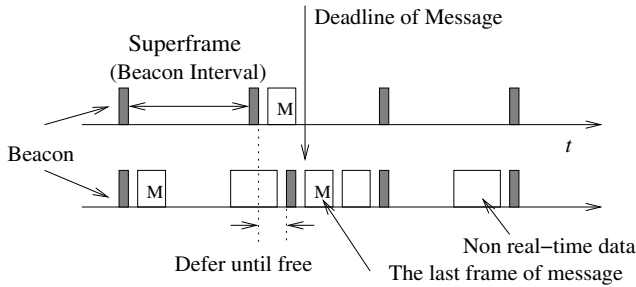 Deadline of Message
Superframe
(Beacon Interval)
M
t
Beacon
M
M
Defer until free
Non real−time data
The last frame of message